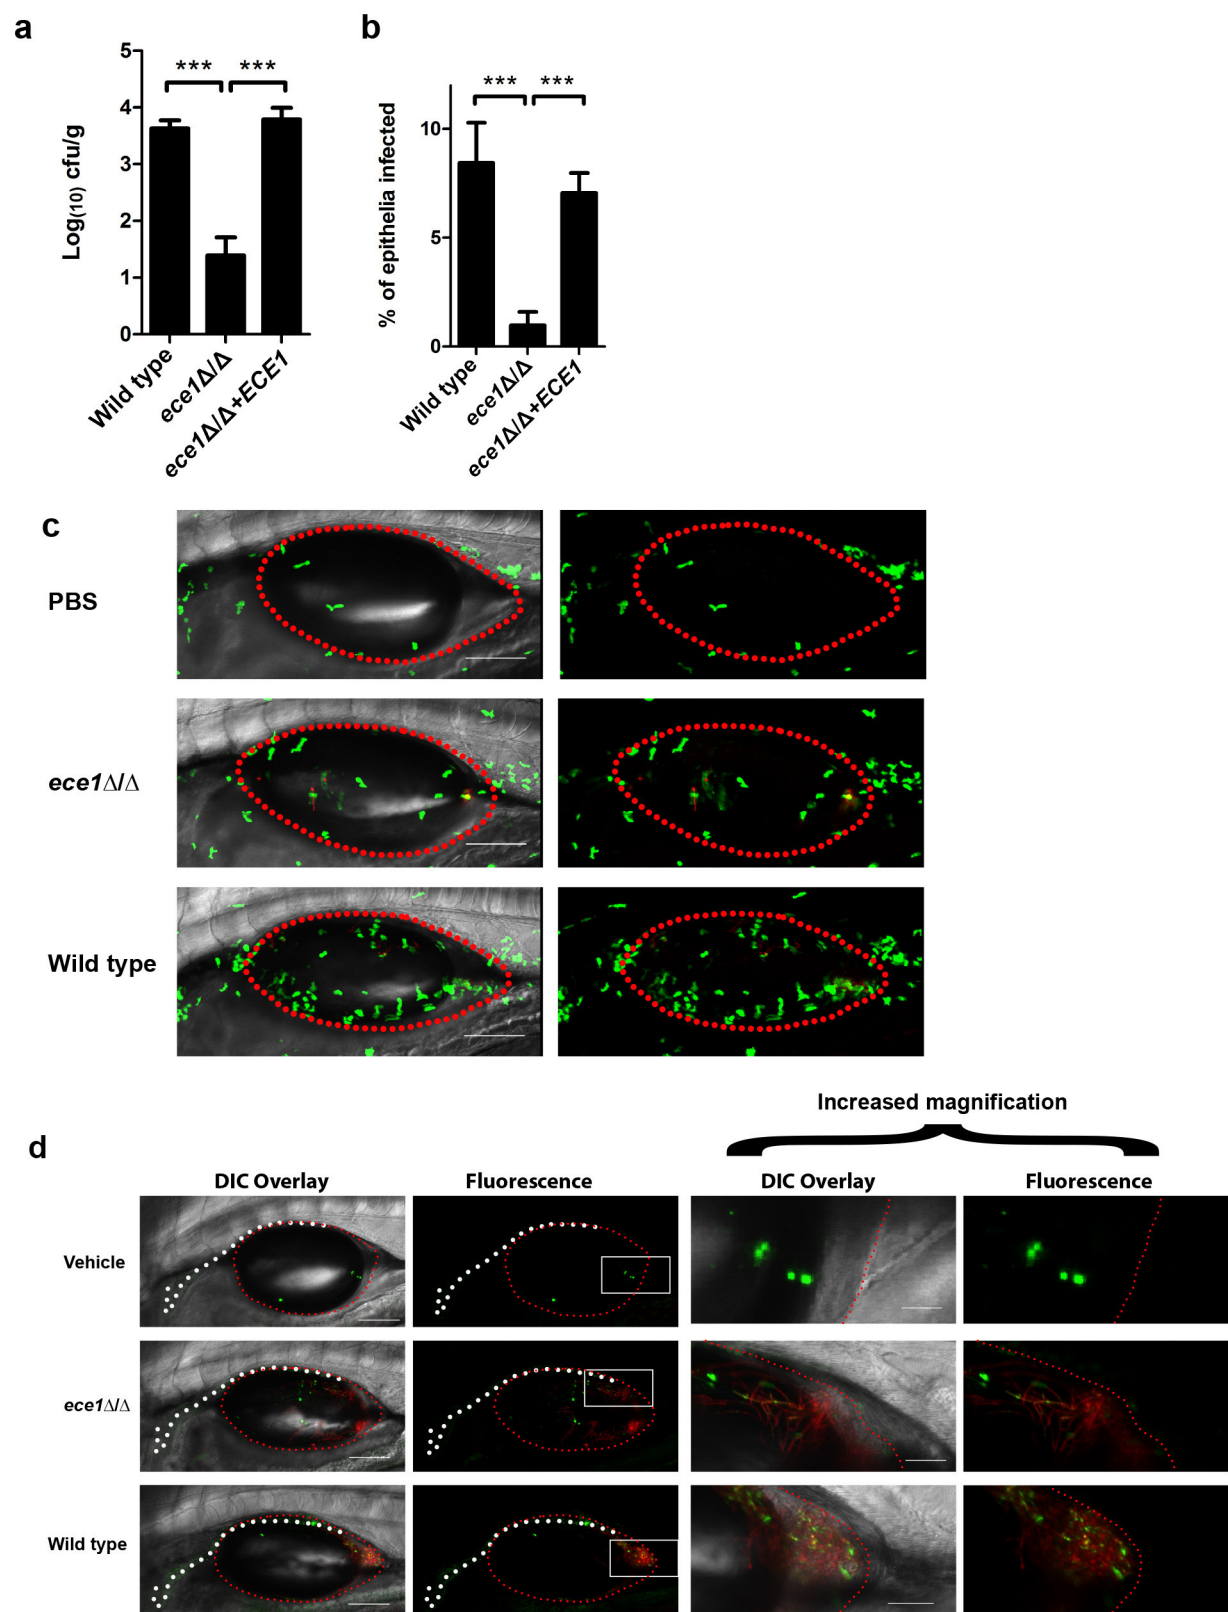 a
5
4
3
2
1
0
Log(10) cfu/g
*** ***
Wild type
ece1Δ/Δ
ece1Δ/Δ+ECE1
b
10
5
0
% of epithelia infected
*** ***
Wild type
ece1Δ/Δ
ece1Δ/Δ+ECE1
c
PBS
ece1Δ/Δ
Wild type
Increased magnification
d
DIC Overlay Fluorescence DIC Overlay Fluorescence
Vehicle
ece1Δ/Δ
Wild type